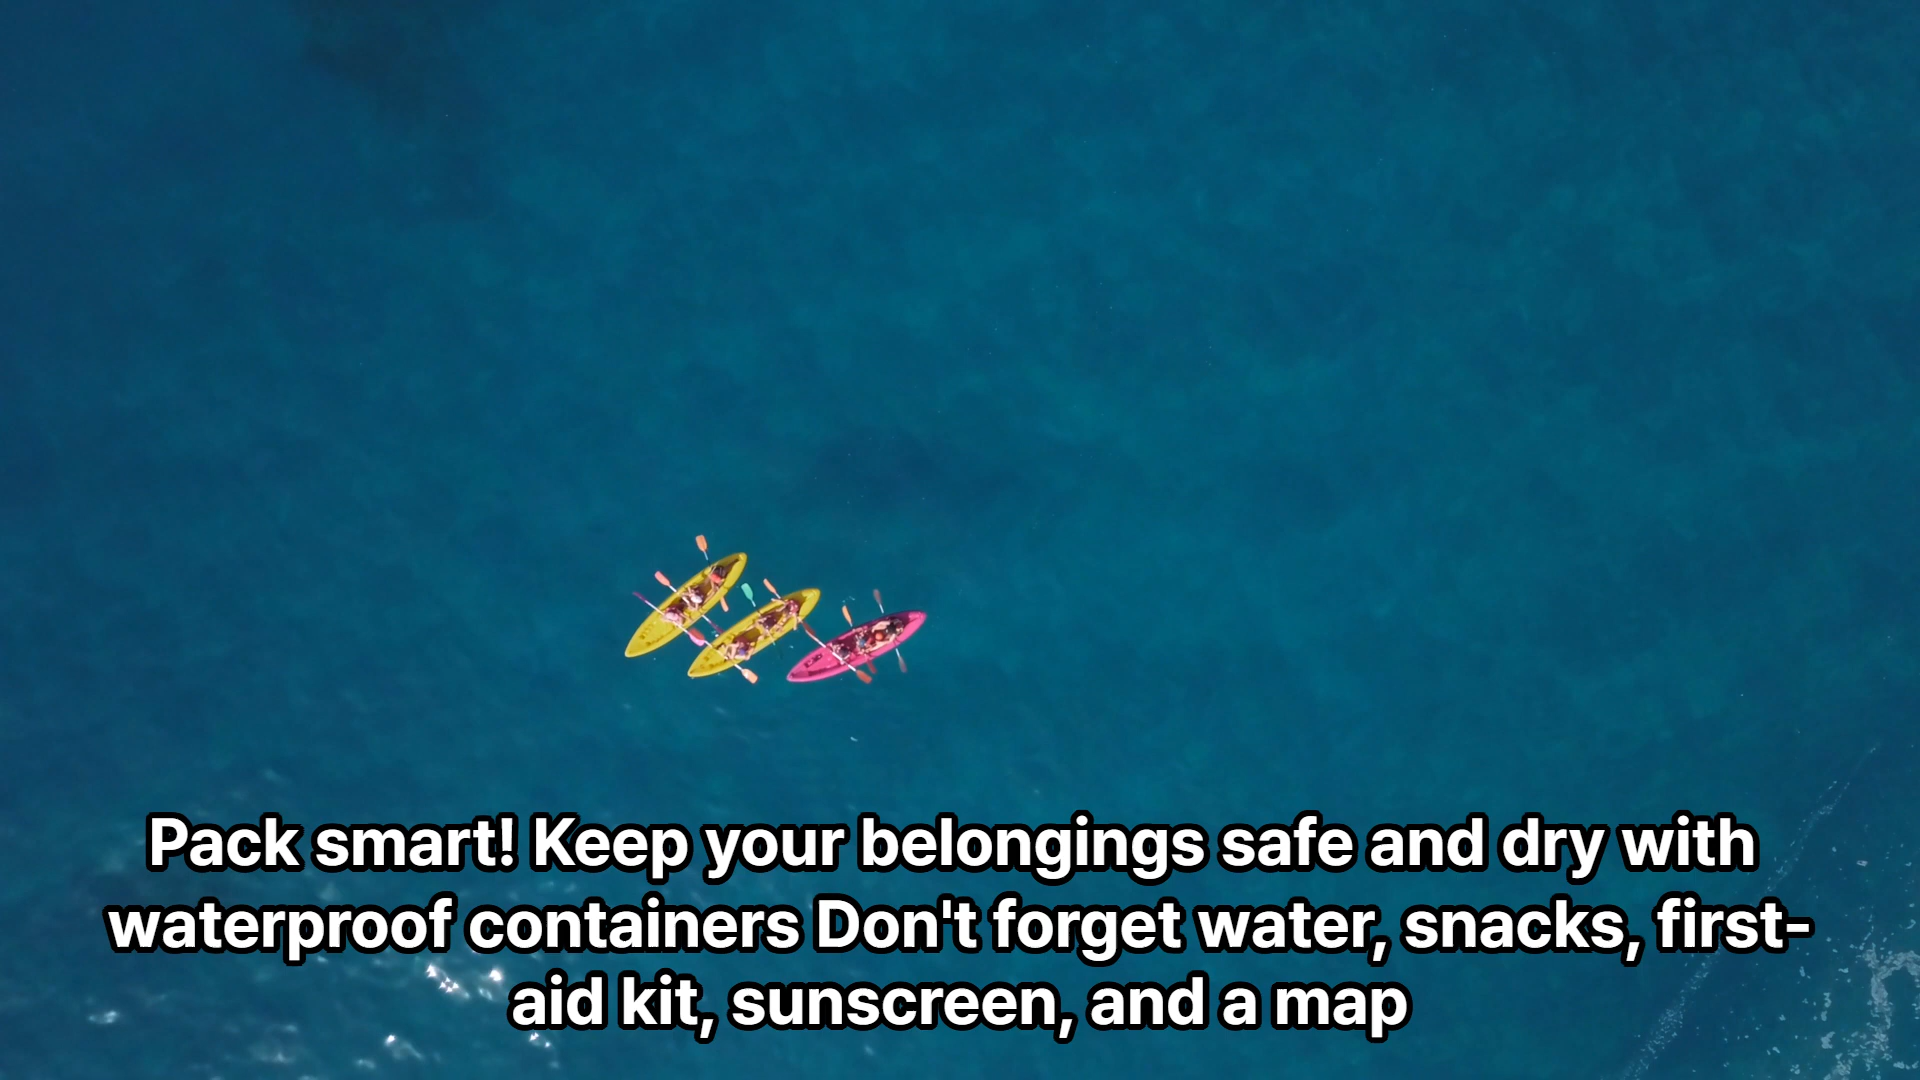 Pack smart! Keep your belongings safe and dry with
waterproof containers Don't forget water, snacks, first-
aid kit, sunscreen, and a map